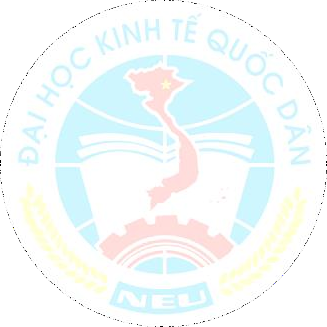 ĐẠI HỌC KINH TẾ QUỐC DÂN
NEU